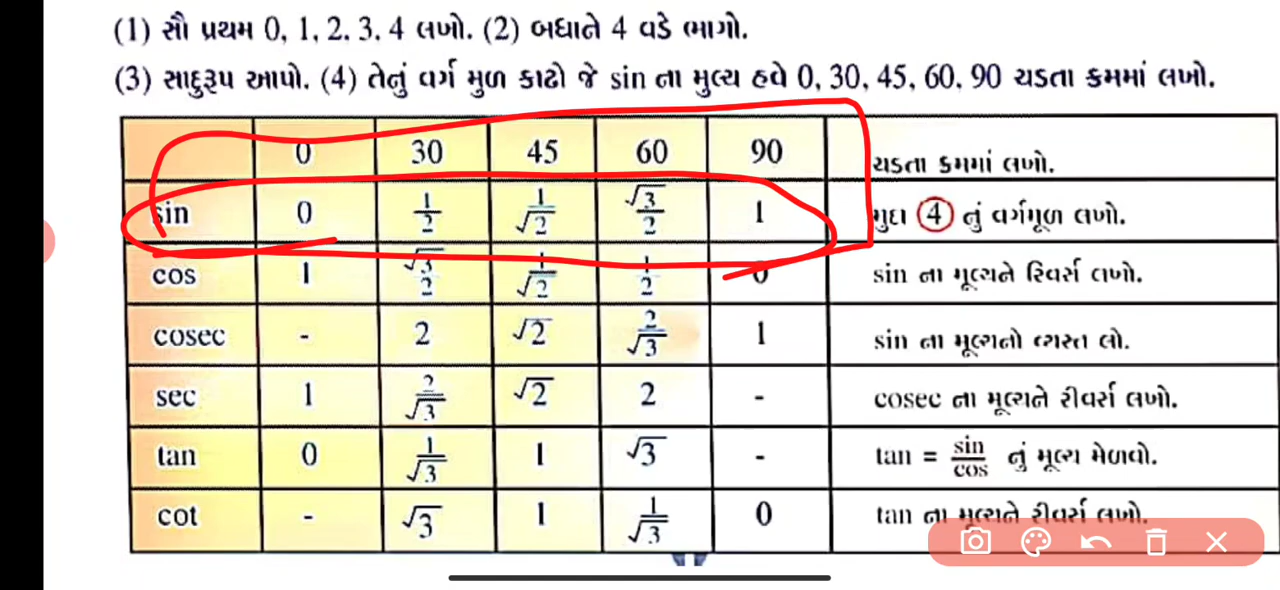 (1) સૌ પ્રથમ 0, 1, 2, 3, 4 લખો. (2) બધાને 4 વડે ભાગો.
(3) સાદુરૂપ આપો. (4) તેનું વર્ગ મુળ કાઢો જે sin ના મુલ્ય હવે 0, 30, 45, 60, 90 ચડતા ક્રમમાં લખો.
0 30 45 60 90 ચડતા ક્રમમાં લખો.
sin 0 1/2 1/√2 √3/2 1 મુદા 4 નું વર્ગમૂળ લખો.
cos 1 √3/2 1/√2 1/2 0 sin ના મૂલ્યને રિવર્સ લખો.
cosec - 2 √2 2/√3 1 sin ના મૂલ્યનો વ્યસ્ત લો.
sec 1 2/√3 √2 2 - cosec ના મૂલ્યને રીવર્સ લખો.
tan 0 1/√3 1 √3 - tan = sin/cos નું મૂલ્ય મેળવો.
cot - √3 1 1/√3 0 tan ના મૂલ્યને રીવર્સ લખો.